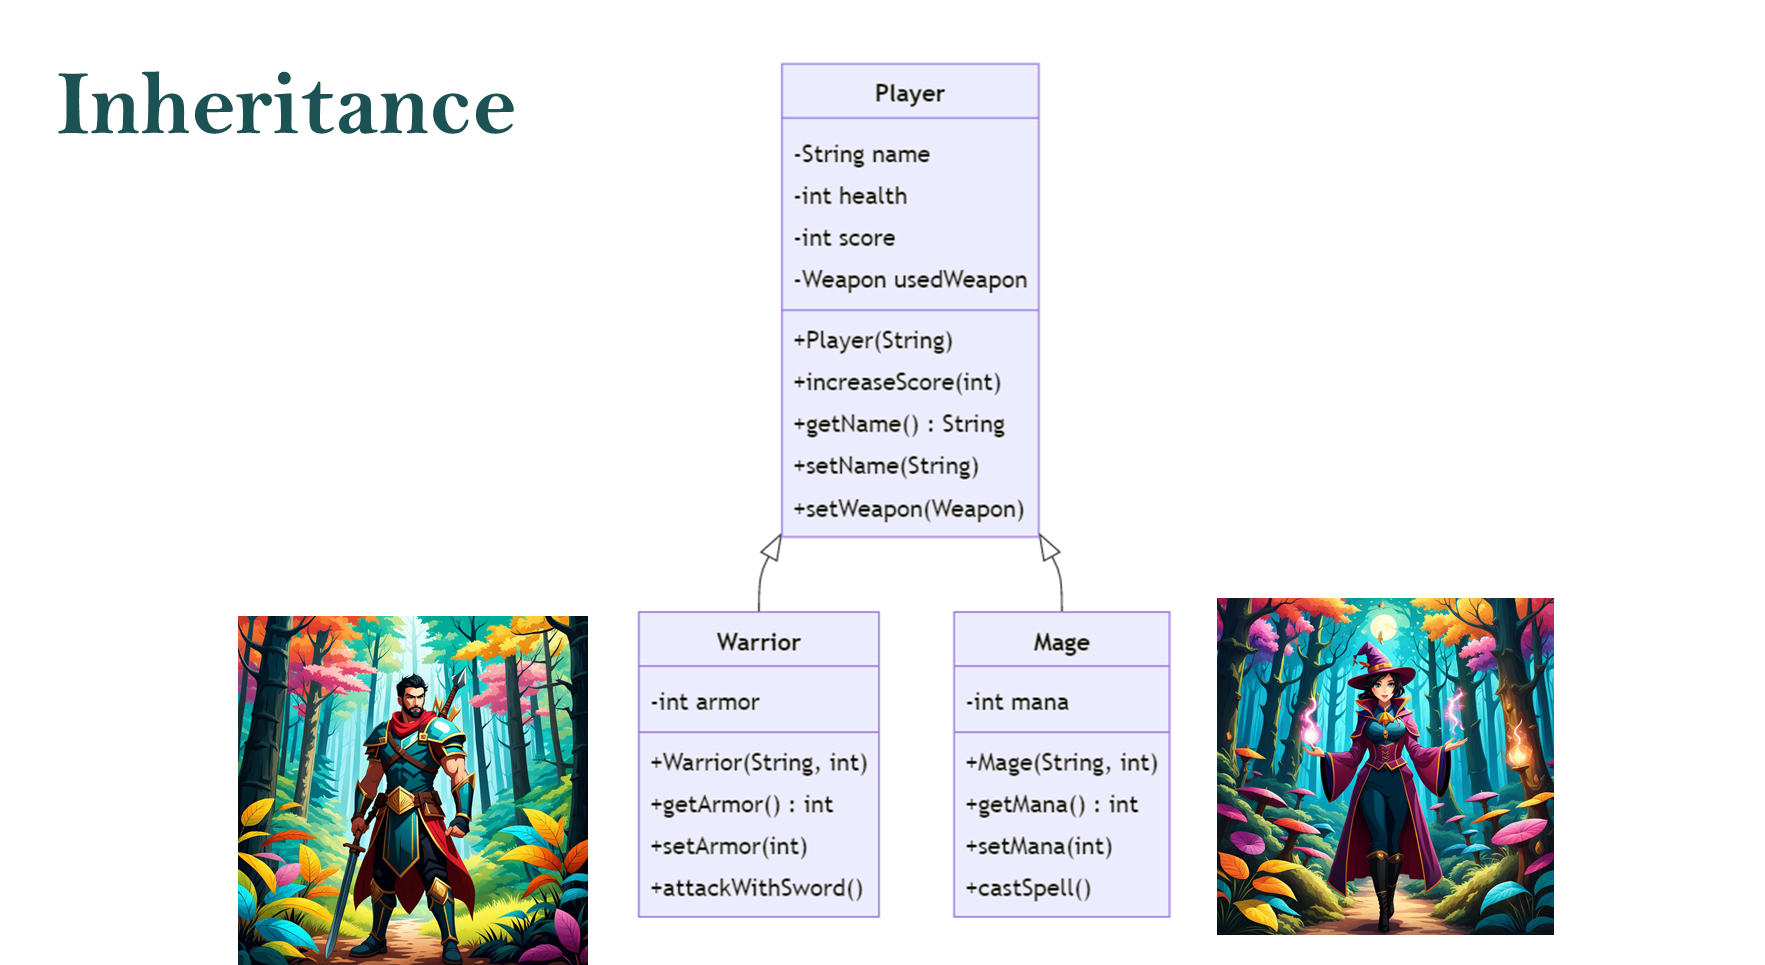 Inheritance
Player
-String name
-int health
-int score
-Weapon usedWeapon
+Player(String)
+increaseScore(int)
+getName() : String
+setName(String)
+setWeapon(Weapon)
Warrior
-int armor
+Warrior(String, int)
+getArmor() : int
+setArmor(int)
+attackWithSword()
Mage
-int mana
+Mage(String, int)
+getMana() : int
+setMana(int)
+castSpell()